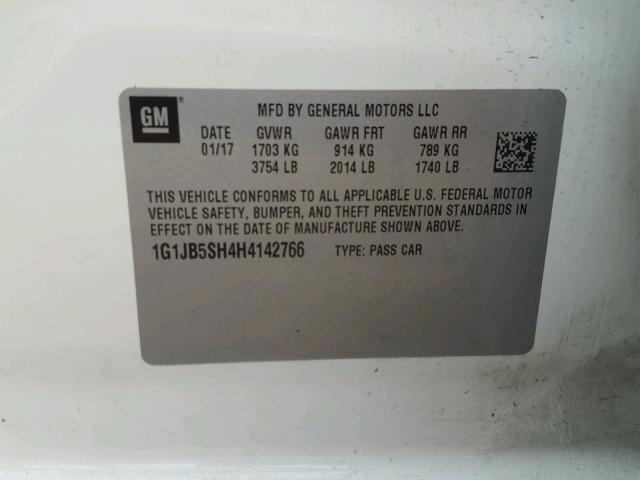 GM® MFD BY GENERAL MOTORS LLC
DATE GVWR GAWR FRT GAWR RR
01/17 1703 KG 914 KG 789 KG
3754 LB 2014 LB 1740 LB
THIS VEHICLE CONFORMS TO ALL APPLICABLE U.S. FEDERAL MOTOR
VEHICLE SAFETY, BUMPER, AND THEFT PREVENTION STANDARDS IN
EFFECT ON THE DATE OF MANUFACTURE SHOWN ABOVE.
1G1JB5SH4H4142766 TYPE: PASS CAR